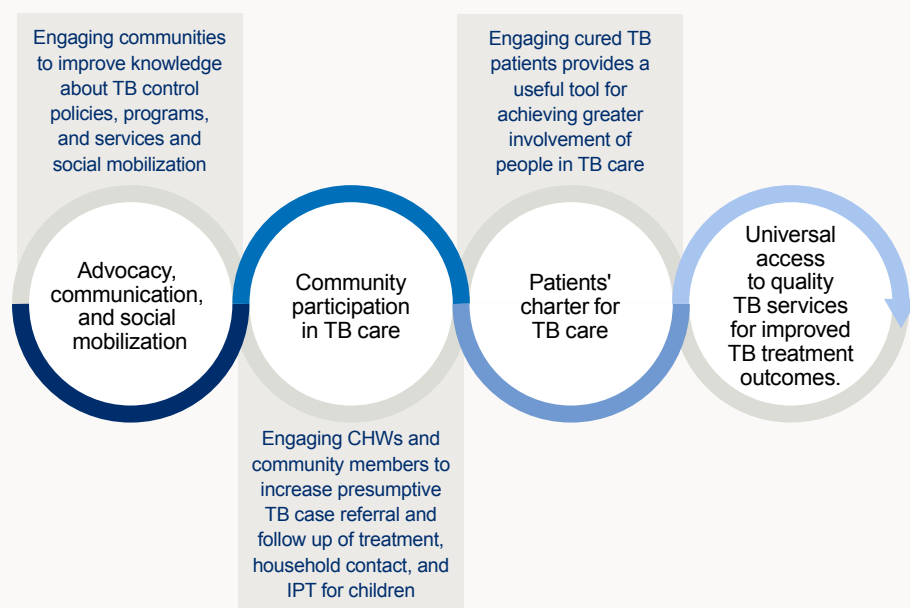 Engaging communities
to improve knowledge
about TB control
policies, programs,
and services and
social mobilization
Advocacy,
communication,
and social
mobilization
Community
participation
in TB care
Engaging CHWs and
community members to
increase presumptive
TB case referral and
follow up of treatment,
household contact, and
IPT for children
Engaging cured TB
patients provides a
useful tool for
achieving greater
involvement of
people in TB care
Patients'
charter for
TB care
Universal
access
to quality
TB services
for improved
TB treatment
outcomes.